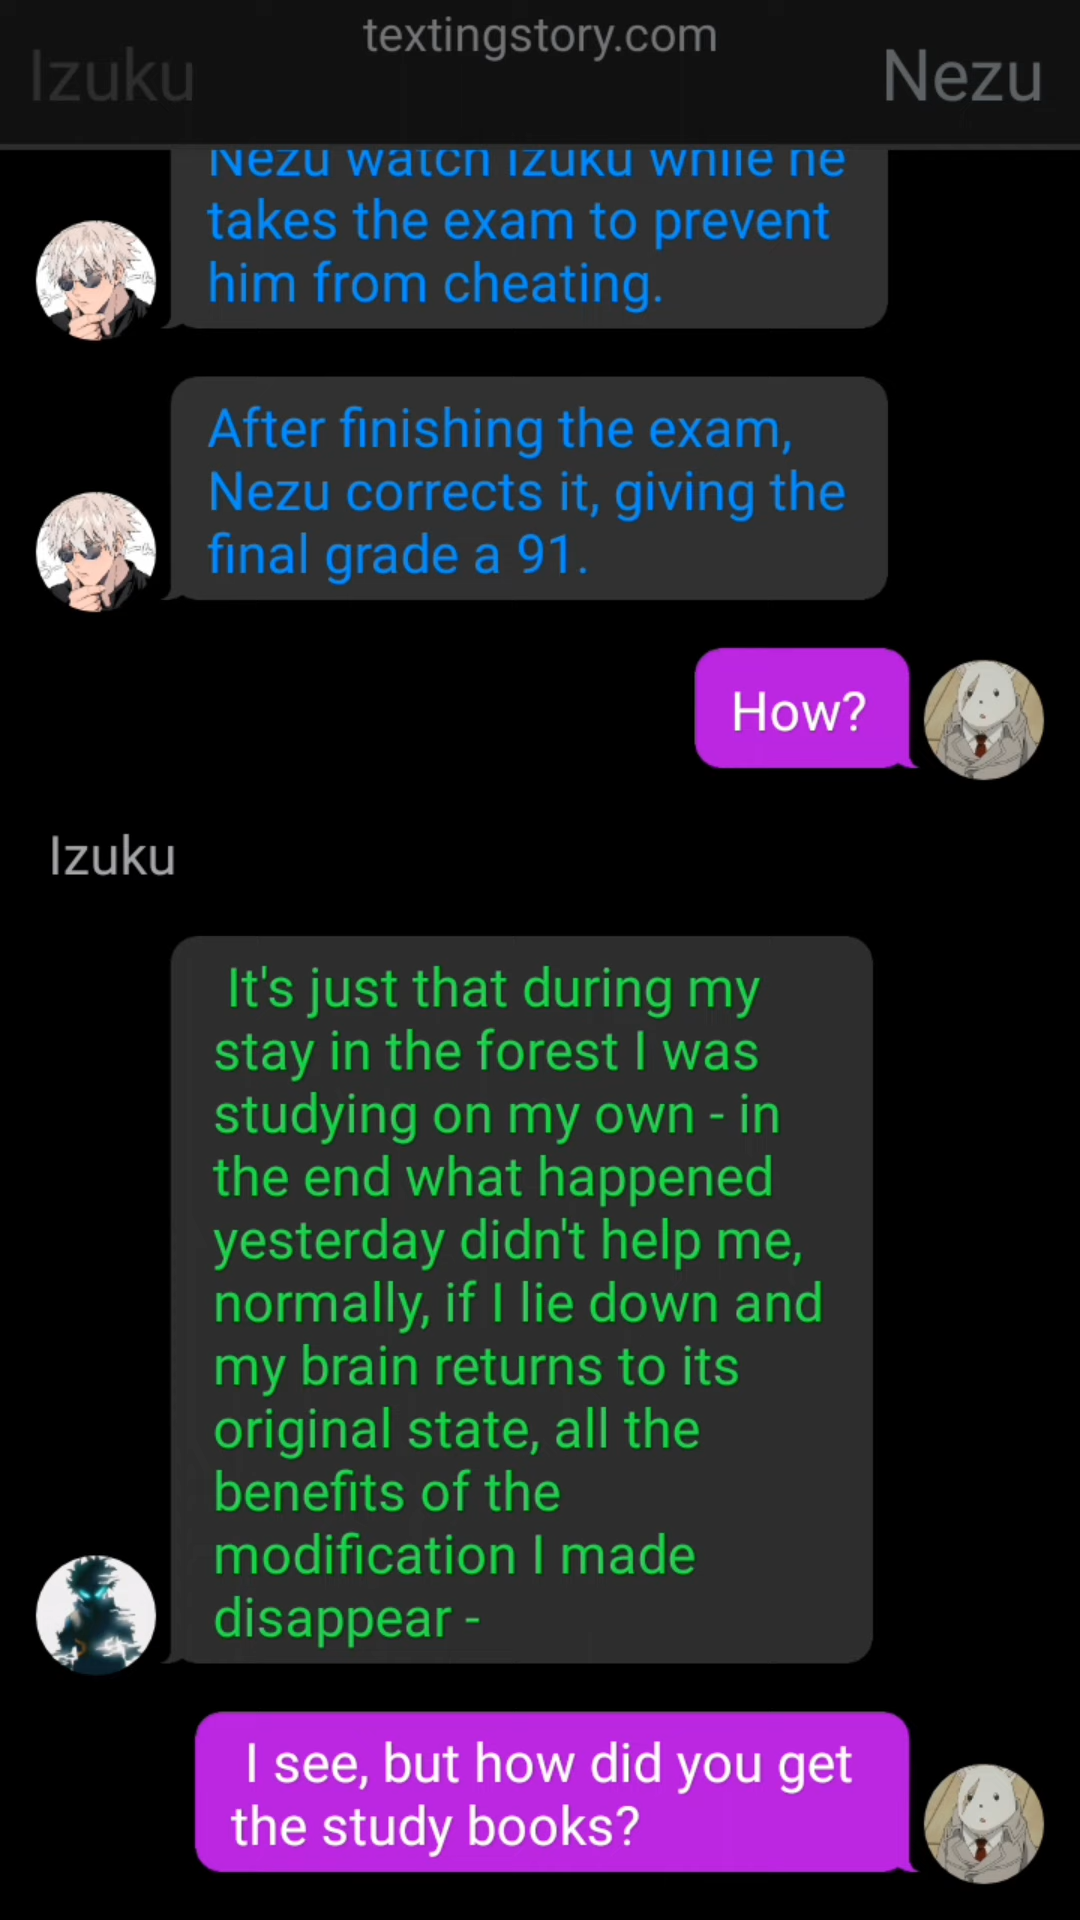 textingstory.com
Izuku
Nezu
Nezu watch Izuku while he
takes the exam to prevent
him from cheating.
After finishing the exam,
Nezu corrects it, giving the
final grade a 91.
How?
Izuku
It's just that during my
stay in the forest I was
studying on my own - in
the end what happened
yesterday didn't help me,
normally, if I lie down and
my brain returns to its
original state, all the
benefits of the
modification I made
disappear -
I see, but how did you get
the study books?